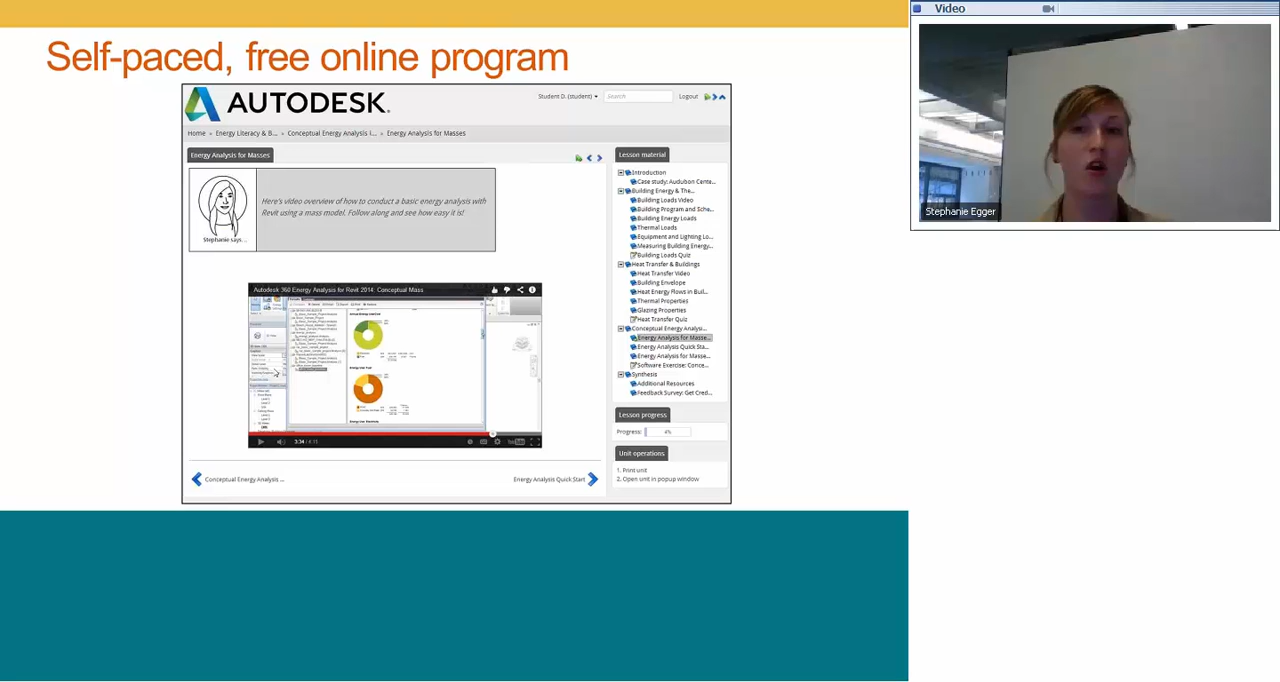 Self-paced, free online program
AUTODESK.
Student D. (student)
Search
Logout
Home » Energy Literacy & B... » Conceptual Energy Analysis I... » Energy Analysis for Masses
Energy Analysis for Masses
Here's video overview of how to conduct a basic energy analysis with
Revit using a mass model. Follow along and see how easy it is!
Stephanie says...
Autodesk 360 Energy Analysis for Revit 2014: Conceptual Mass
3:34 / 4:15
Conceptual Energy Analysis ...
Energy Analysis Quick Start
Lesson material
Introduction
Case study: Audubon Cente...
Building Energy & The...
Building Loads Video
Building Program and Sche...
Building Energy Loads
Thermal Loads
Equipment and Lighting Lo...
Measuring Building Energy...
Building Loads Quiz
Heat Transfer & Buildings
Heat Transfer Video
Building Envelope
Heat Energy Flows in Buil...
Thermal Properties
Glazing Properties
Heat Transfer Quiz
Conceptual Energy Analysi...
Energy Analysis for Masse...
Energy Analysis Quick Sta...
Energy Analysis for Masse...
Software Exercise: Conce...
Synthesis
Additional Resources
Feedback Survey: Get Cred...
Lesson progress
Progress:
4%
Unit operations
1. Print unit
2. Open unit in popup window
Video
Stephanie Egger